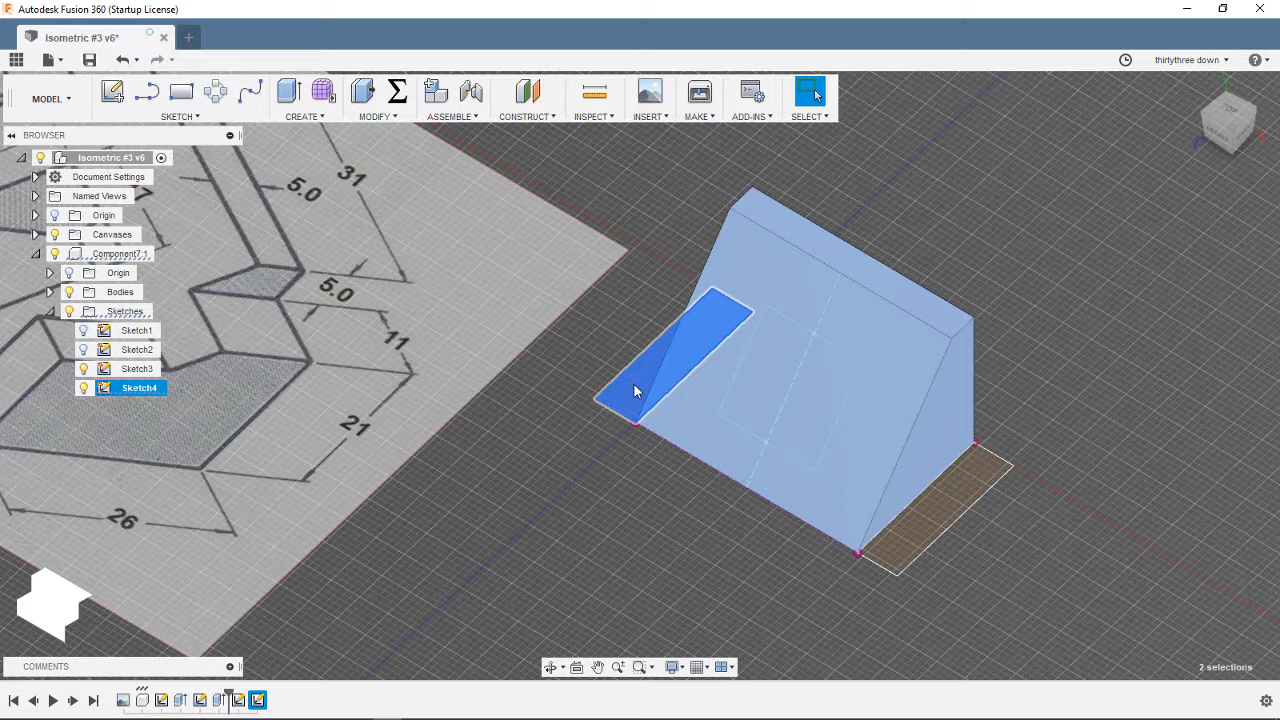 Autodesk Fusion 360 (Startup License)
Isometric #3 v6*
thirtythree down
MODEL
SKETCH
CREATE
MODIFY
ASSEMBLE
CONSTRUCT
INSPECT
INSERT
MAKE
ADD-INS
SELECT
BROWSER
Isometric #3 v6
Document Settings
Named Views
Origin
Canvases
Component7:1
Origin
Bodies
Sketches
Sketch1
Sketch2
Sketch3
Sketch4
31
5.0
5.0
11
21
26
TOP
FRONT
COMMENTS
2 selections